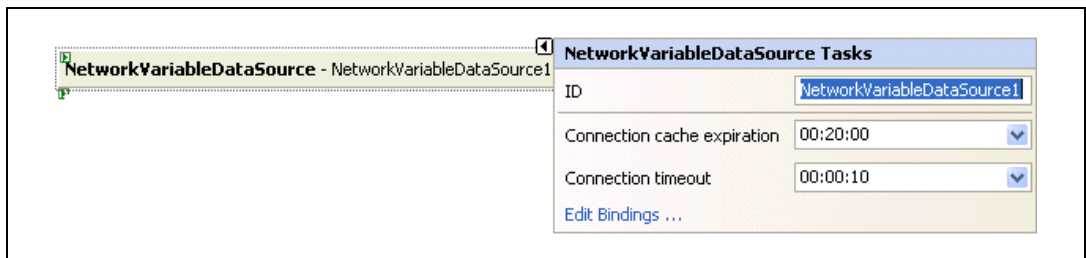 NetworkVariableDataSource - NetworkVariableDataSource1
NetworkVariableDataSource Tasks
ID NetworkVariableDataSource1
Connection cache expiration 00:20:00
Connection timeout 00:00:10
Edit Bindings ...